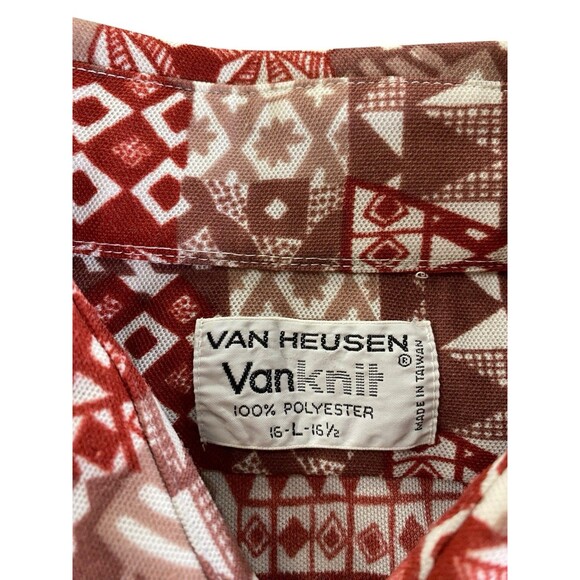 VAN HEUSEN
Vanknit®
100% POLYESTER
16-L-16½
MADE IN TAIWAN